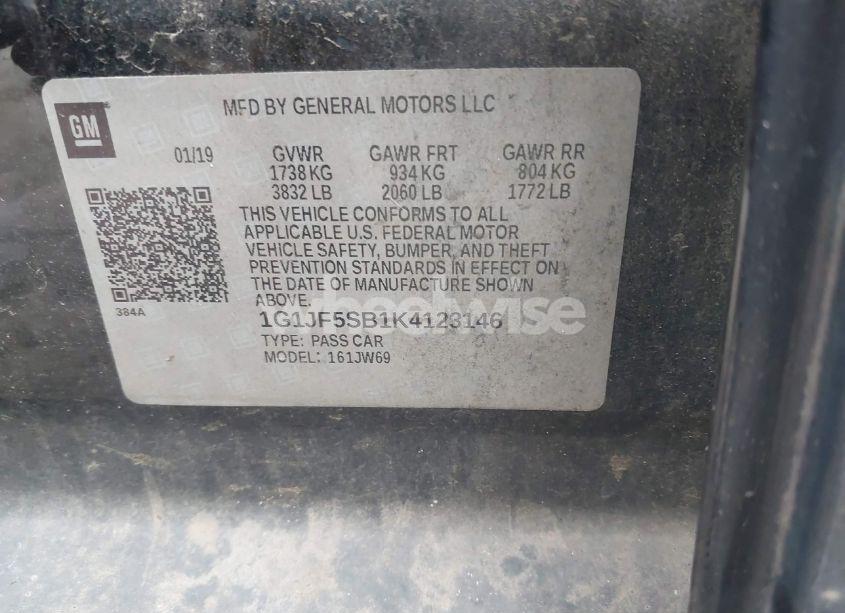 GM
MFD BY GENERAL MOTORS LLC
01/19 GVWR GAWR FRT GAWR RR
1738 KG 934 KG 804 KG
3832 LB 2060 LB 1772 LB
THIS VEHICLE CONFORMS TO ALL
APPLICABLE U.S. FEDERAL MOTOR
VEHICLE SAFETY, BUMPER, AND THEFT
PREVENTION STANDARDS IN EFFECT ON
THE DATE OF MANUFACTURE SHOWN
ABOVE.
384A
wheelwise
1G1JF5SB1K4123146
TYPE: PASS CAR
MODEL: 161JW69